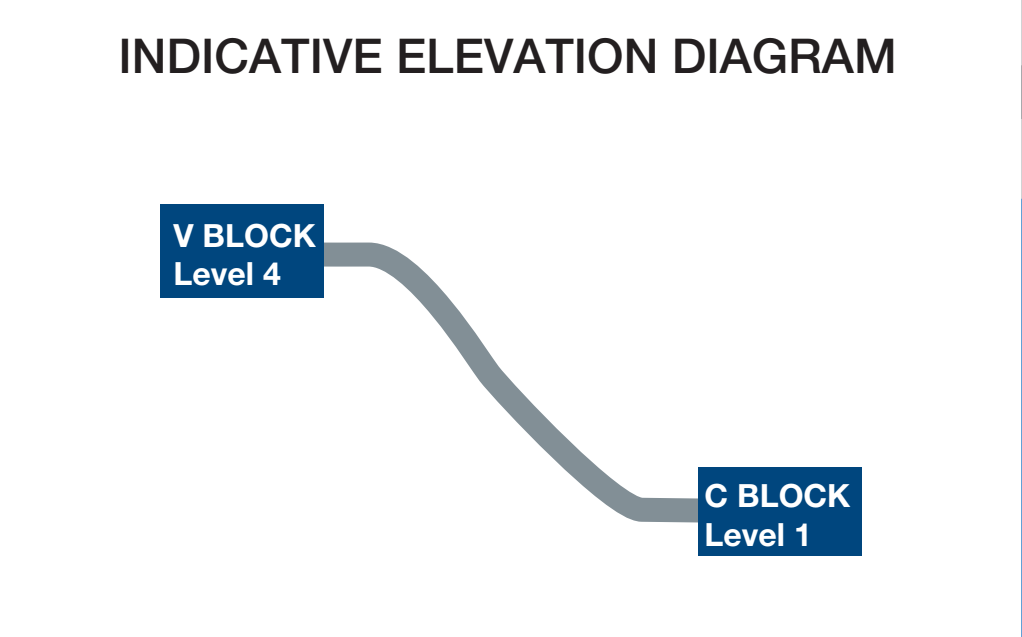 INDICATIVE ELEVATION DIAGRAM
V BLOCK
Level 4
C BLOCK
Level 1